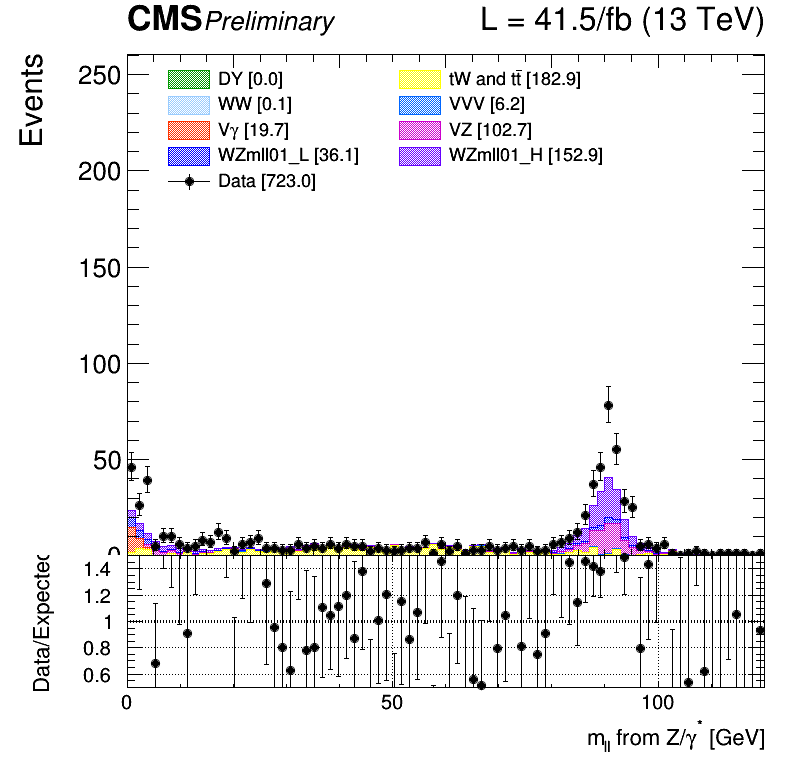 CMS Preliminary L = 41.5/fb (13 TeV)
Events
250
200
150
100
50
0
DY [0.0]
WW [0.1]
Vγ [19.7]
WZmll01_L [36.1]
Data [723.0]
tW and tt̄ [182.9]
VVV [6.2]
VZ [102.7]
WZmll01_H [152.9]
Data/Expected
1.4
1.2
1
0.8
0.6
0 50 100
m_ll from Z/γ* [GeV]